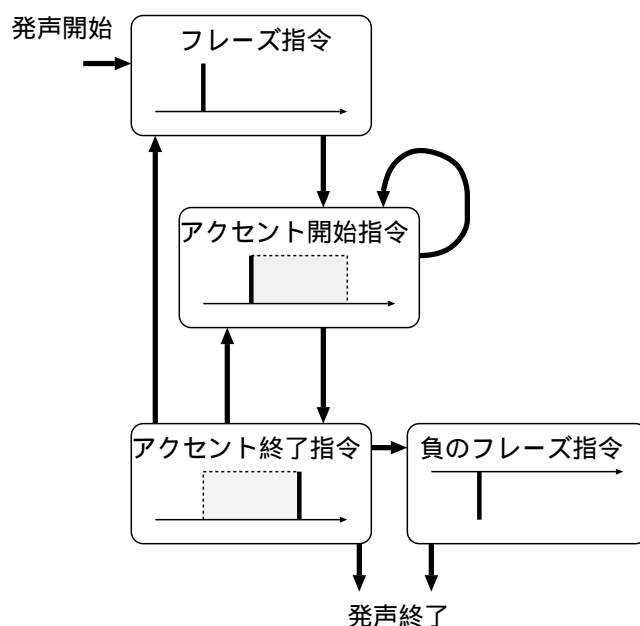 発声開始
フレーズ指令
アクセント開始指令
アクセント終了指令
負のフレーズ指令
発声終了